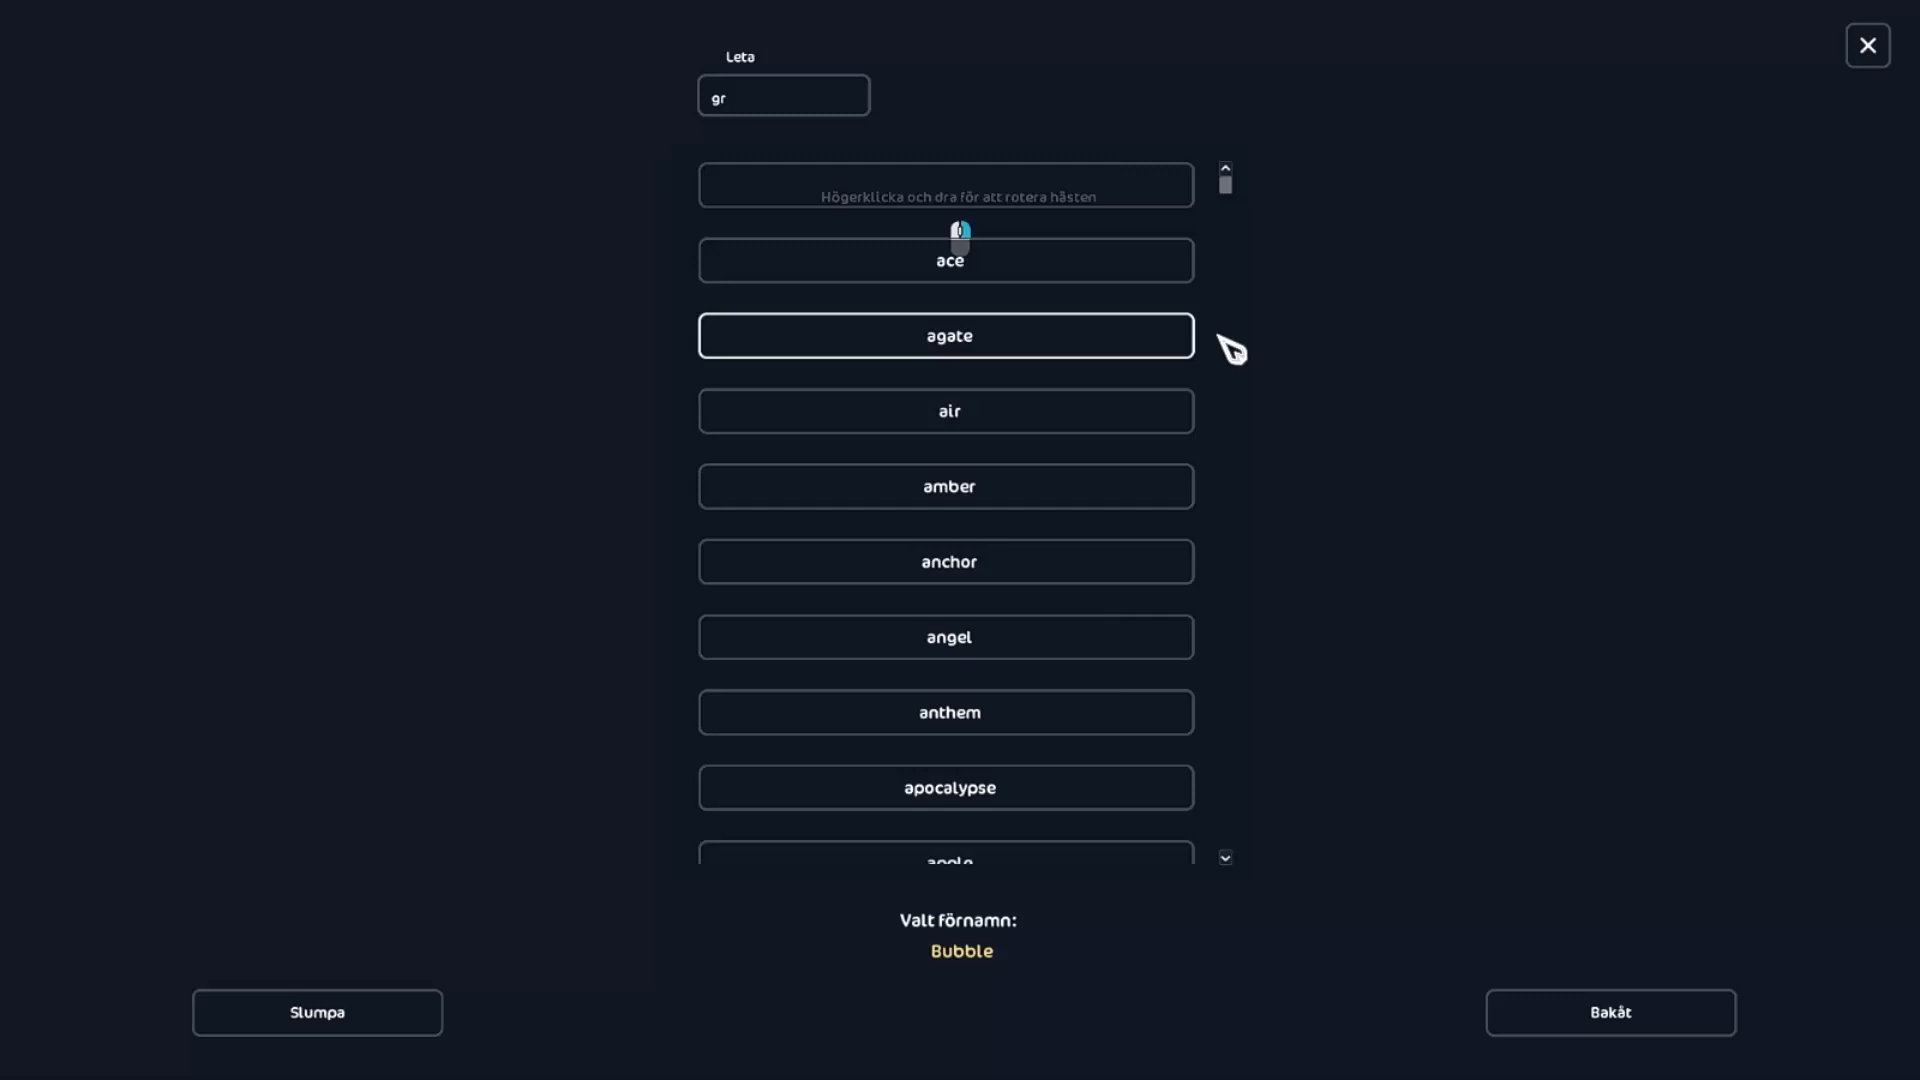 Leta
gr
Högerklicka och dra för att rotera hästen
ace
agate
air
amber
anchor
angel
anthem
apocalypse
apple
Valt förnamn:
Bubble
Slumpa
Bakåt